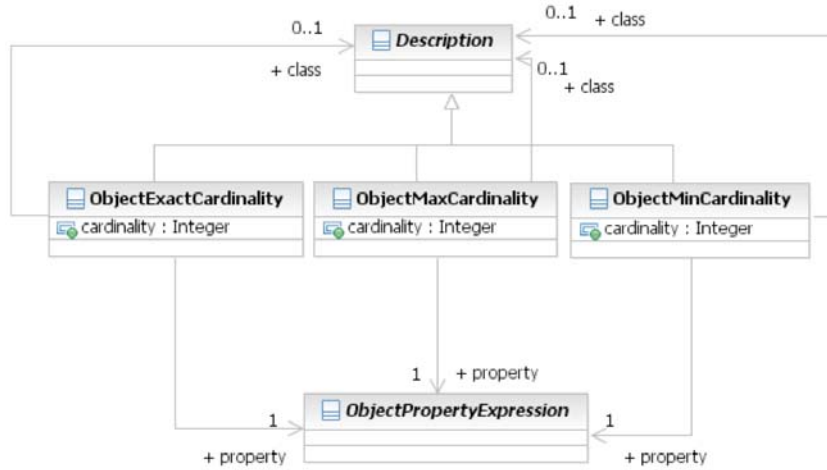 0..1
+ class
Description
0..1
+ class
0..1
+ class
ObjectExactCardinality
cardinality : Integer
ObjectMaxCardinality
cardinality : Integer
ObjectMinCardinality
cardinality : Integer
1
+ property
ObjectPropertyExpression
1
+ property
1
+ property